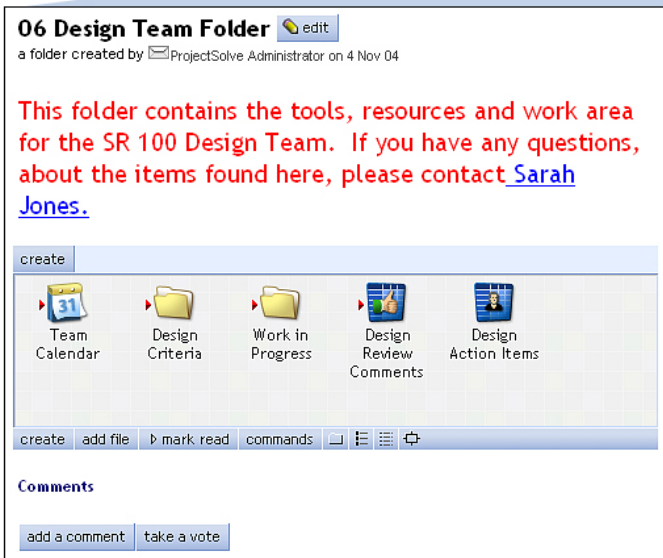 06 Design Team Folder edit
a folder created by ProjectSolve Administrator on 4 Nov 04
This folder contains the tools, resources and work area
for the SR 100 Design Team. If you have any questions,
about the items found here, please contact Sarah
Jones.
create
31
Team Calendar
Design Criteria
Work in Progress
Design Review Comments
Design Action Items
create add file mark read commands
Comments
add a comment take a vote